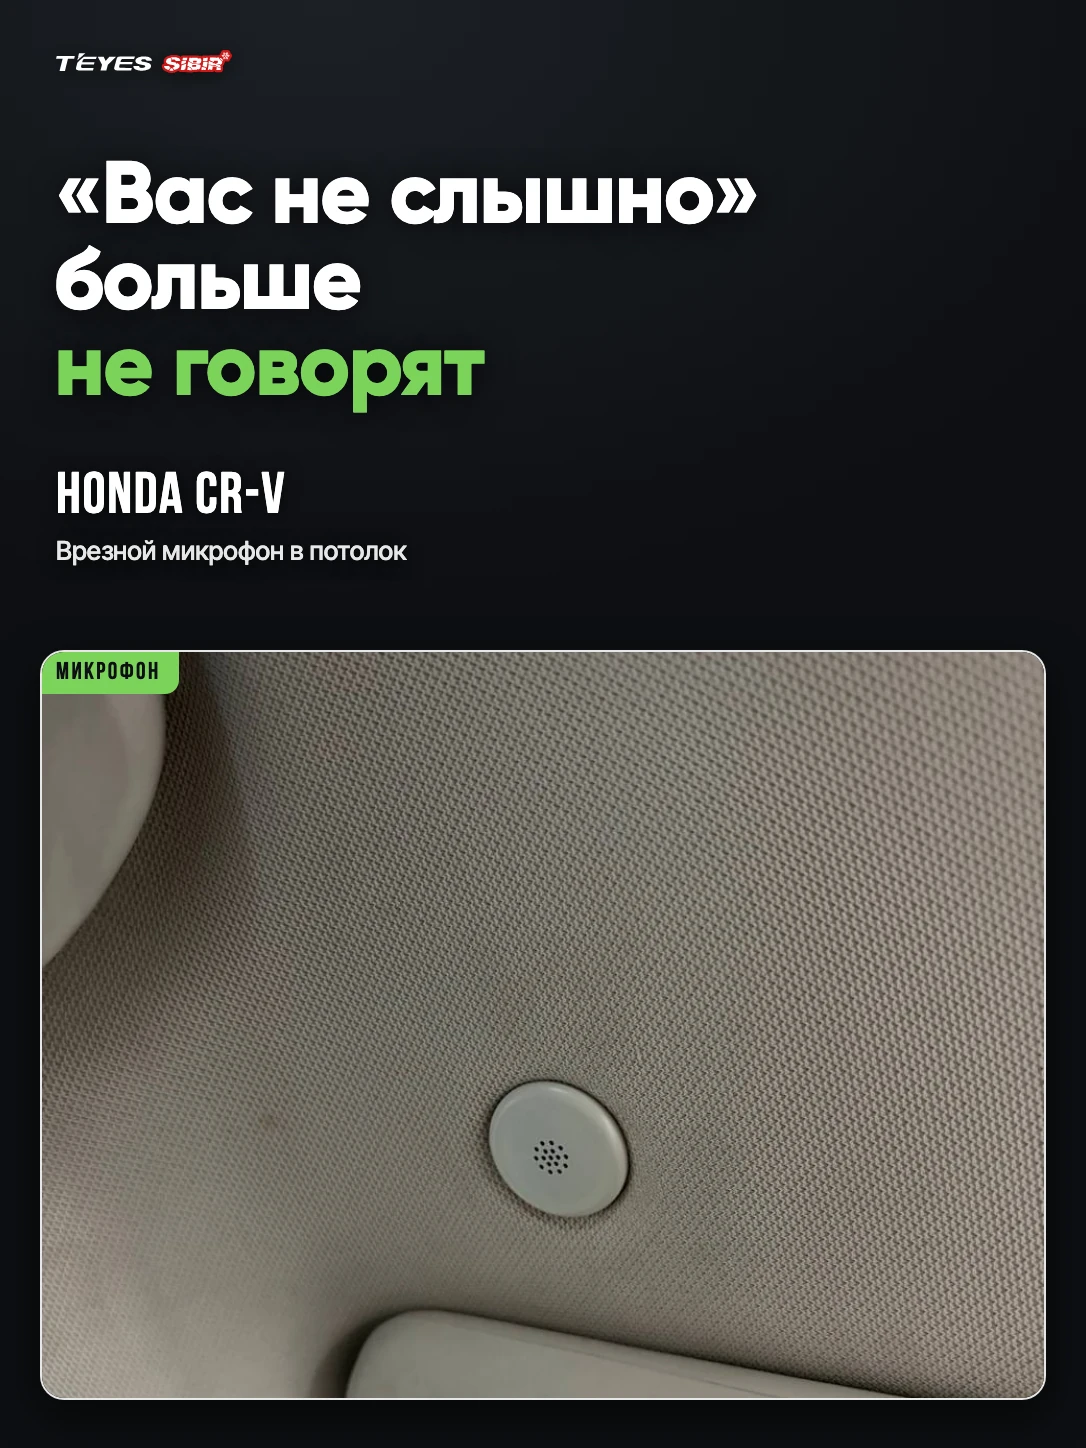 TEYES SIBIR
«Вас не слышно»
больше
не говорят
HONDA CR-V
Врезной микрофон в потолок
МИКРОФОН